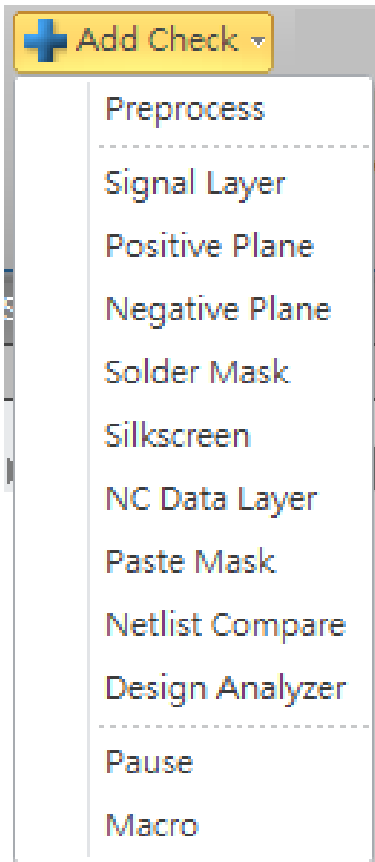 Add Check
Preprocess
Signal Layer
Positive Plane
Negative Plane
Solder Mask
Silkscreen
NC Data Layer
Paste Mask
Netlist Compare
Design Analyzer
Pause
Macro